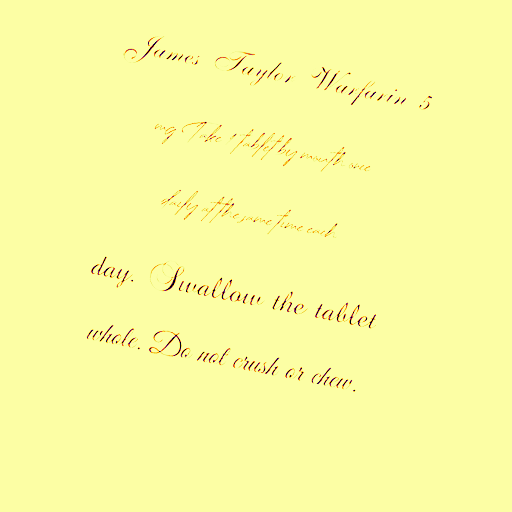 James Taylor Warfarin 5
mg Take 1 tablet by mouth once
daily at the same time each
day. Swallow the tablet
whole. Do not crush or chew.